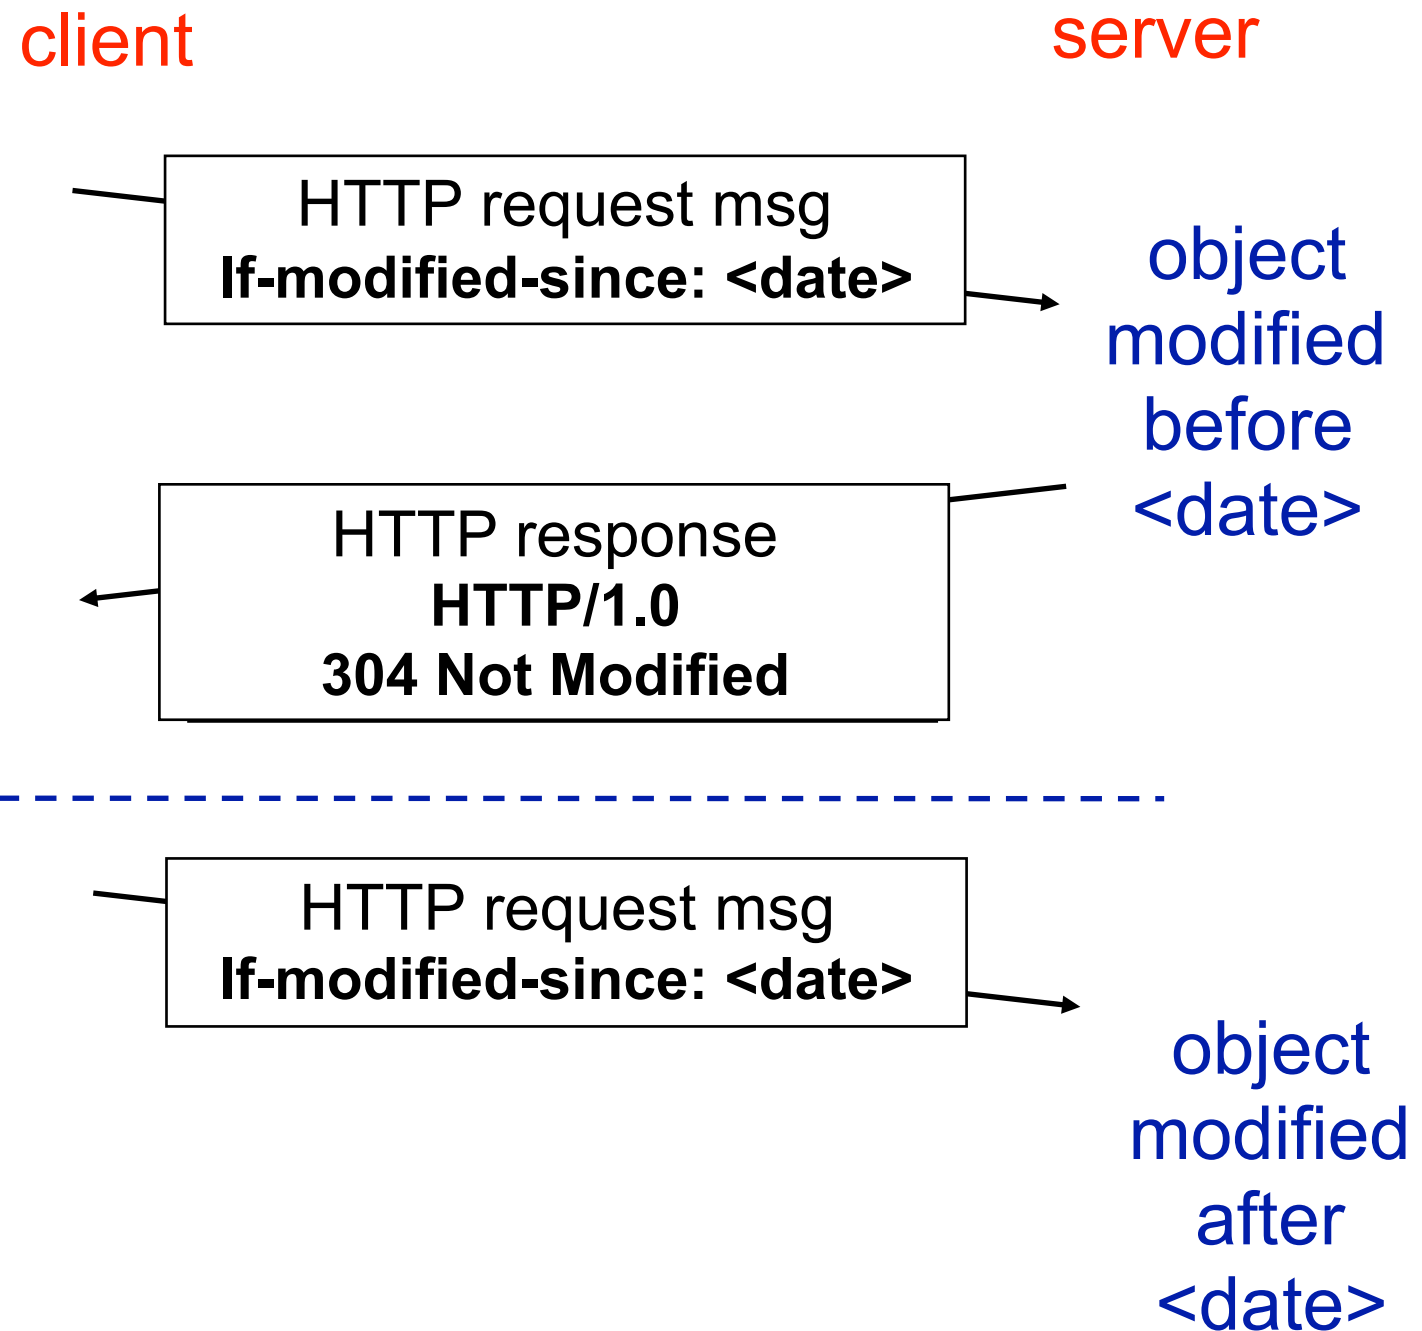 client
server
HTTP request msg
If-modified-since: <date>
object
modified
before
<date>
HTTP response
HTTP/1.0
304 Not Modified
HTTP request msg
If-modified-since: <date>
object
modified
after
<date>